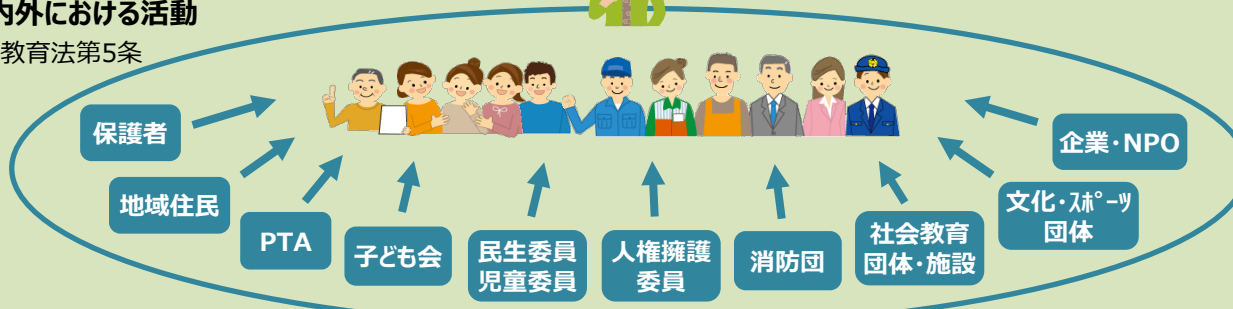 内外における活動
教育法第5条
保護者
地域住民
PTA
子ども会
民生委員
児童委員
人権擁護
委員
消防団
社会教育
団体・施設
文化・ｽﾎﾟｰﾂ
団体
企業・NPO